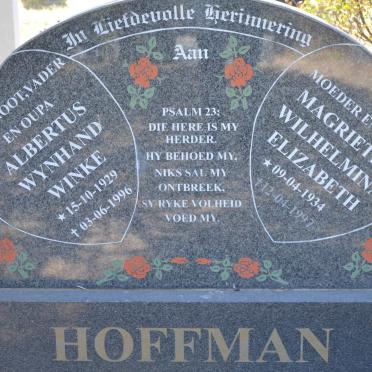 In Liefdevolle Herinnering
Aan
EN OUPA
ALBERTUS
WYNHAND
WINKE
★15-10-1929
✝03-06-1996
PSALM 23:
DIE HERE IS MY
HERDER.
HY BEHOED MY,
NIKS SAL MY
ONTBREEK.
SY RYKE VOLHEID
VOED MY.
MOEDER E
MAGRIET
WILHELMIN
ELIZABETH
★09-04-1934
HOFFMAN